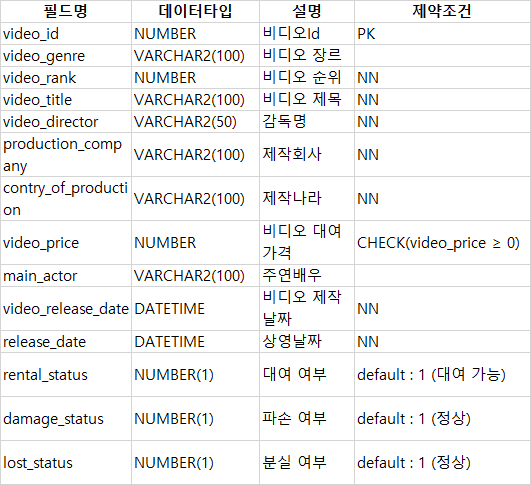 필드명 데이터타입 설명 제약조건
video_id NUMBER 비디오Id PK
video_genre VARCHAR2(100) 비디오 장르
video_rank NUMBER 비디오 순위 NN
video_title VARCHAR2(100) 비디오 제목 NN
video_director VARCHAR2(50) 감독명 NN
production_comp
any VARCHAR2(100) 제작회사 NN
contry_of_producti
on VARCHAR2(100) 제작나라 NN
video_price NUMBER 비디오 대여
가격 CHECK(video_price ≥ 0)
main_actor VARCHAR2(100) 주연배우
video_release_date DATETIME 비디오 제작
날짜 NN
release_date DATETIME 상영날짜 NN
rental_status NUMBER(1) 대여 여부 default : 1 (대여 가능)
damage_status NUMBER(1) 파손 여부 default : 1 (정상)
lost_status NUMBER(1) 분실 여부 default : 1 (정상)